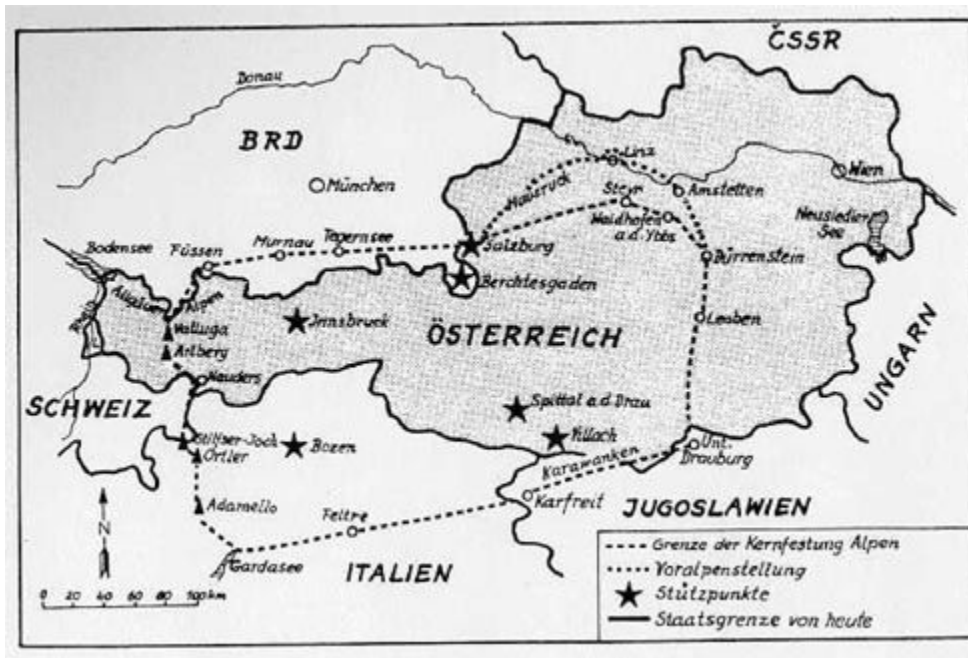 ČSSR
Donau
BRD
München
Linz
Wien
Hausruck
Steyr
Amstetten
Waidhofen
a.d. Ybbs
Neusiedler
See
Bodensee
Füssen
Murnau
Tegernsee
Salzburg
Dürrenstein
Berchtesgaden
Allgäuer Alpen
Rhein
Valluga
Arlberg
Innsbruck
ÖSTERREICH
Leoben
Nauders
UNGARN
SCHWEIZ
Spittal a.d. Drau
Villach
Stilfser-Joch
Ortler
Bozen
Unt.
Drauburg
Karawanken
Karfreit
Adamello
JUGOSLAWIEN
N
Feltre
Gardasee
ITALIEN
0 20 40 60 80 100 km
Grenze der Kernfestung Alpen
Voralpenstellung
Stützpunkte
Staatsgrenze von heute